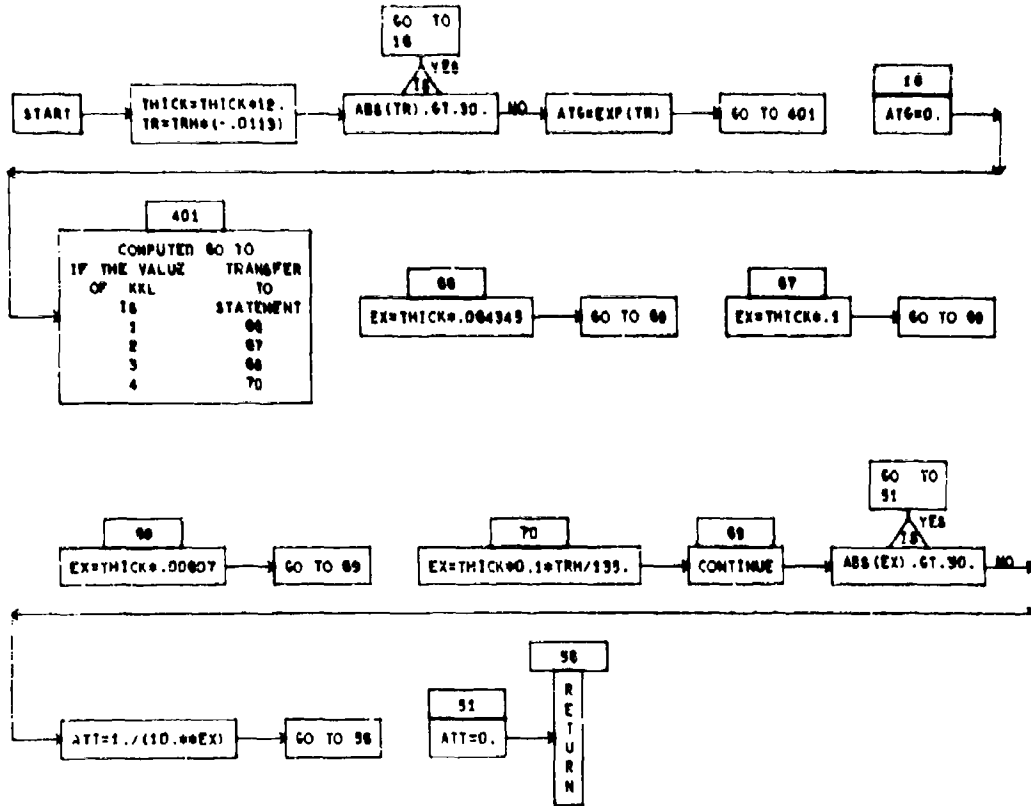 GO TO
16
YES
IS
START
THICK=THICK*12.
TR=TRM*(-.0113)
ABS(TR).GT.30.
NO
ATG=EXP(TR)
GO TO 401
16
ATG=0.
401
COMPUTED GO TO
IF THE VALUE TRANSFER
OF KKL TO
IS STATEMENT
1 66
2 67
3 68
4 70
66
EX=THICK*.064345
GO TO 69
67
EX=THICK*.1
GO TO 69
GO TO
51
YES
IS
68
EX=THICK*.00807
GO TO 69
70
EX=THICK*0.1*TRM/135.
69
CONTINUE
ABS(EX).GT.30.
NO
ATT=1./(10.**EX)
GO TO 56
51
ATT=0.
56
RETURN